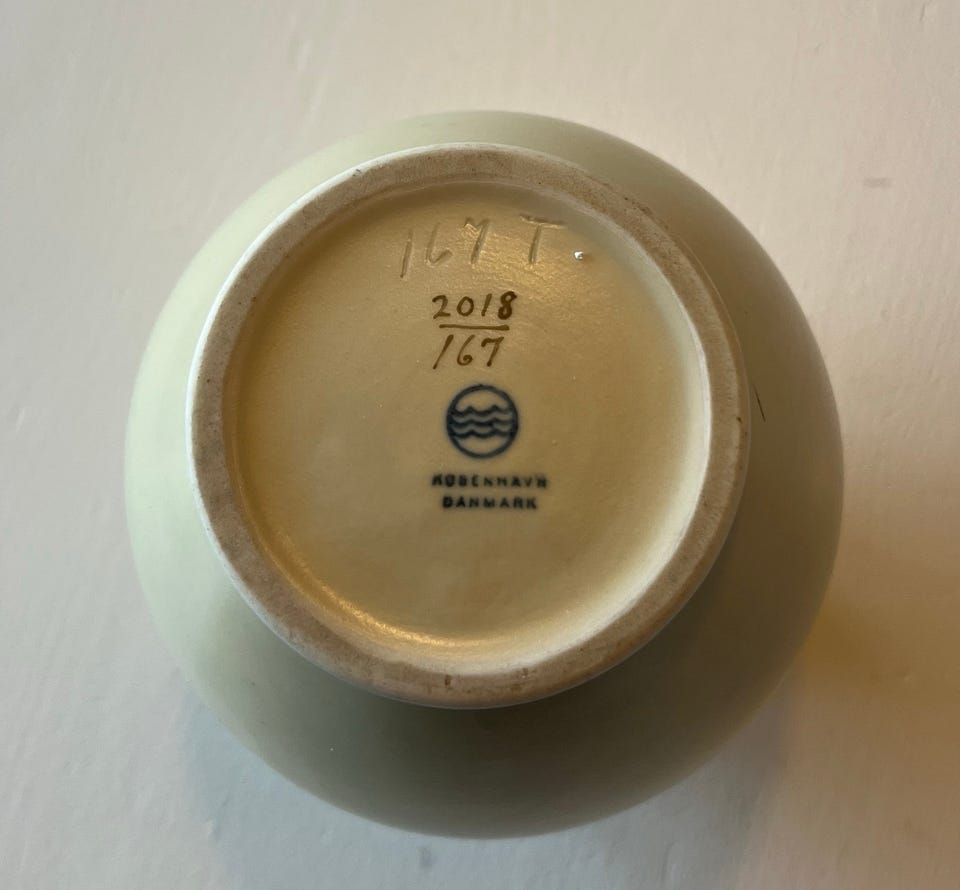 167 T.
2018
167
KØBENHAVN
DANMARK